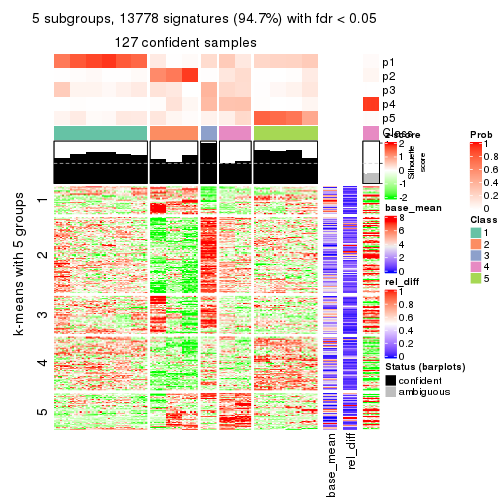 5 subgroups, 13778 signatures (94.7%) with fdr < 0.05
127 confident samples
p1
p2
p3
p4
p5
Class
z-score
2
1
0
-1
-2
Silhouette
score
Prob
1
0.8
0.6
0.4
0.2
0
Class
1
2
3
4
5
base_mean
8
6
4
2
0
rel_diff
1
0.8
0.6
0.4
0.2
0
Status (barplots)
confident
ambiguous
k-means with 5 groups
1
2
3
4
5
base_mean
rel_diff